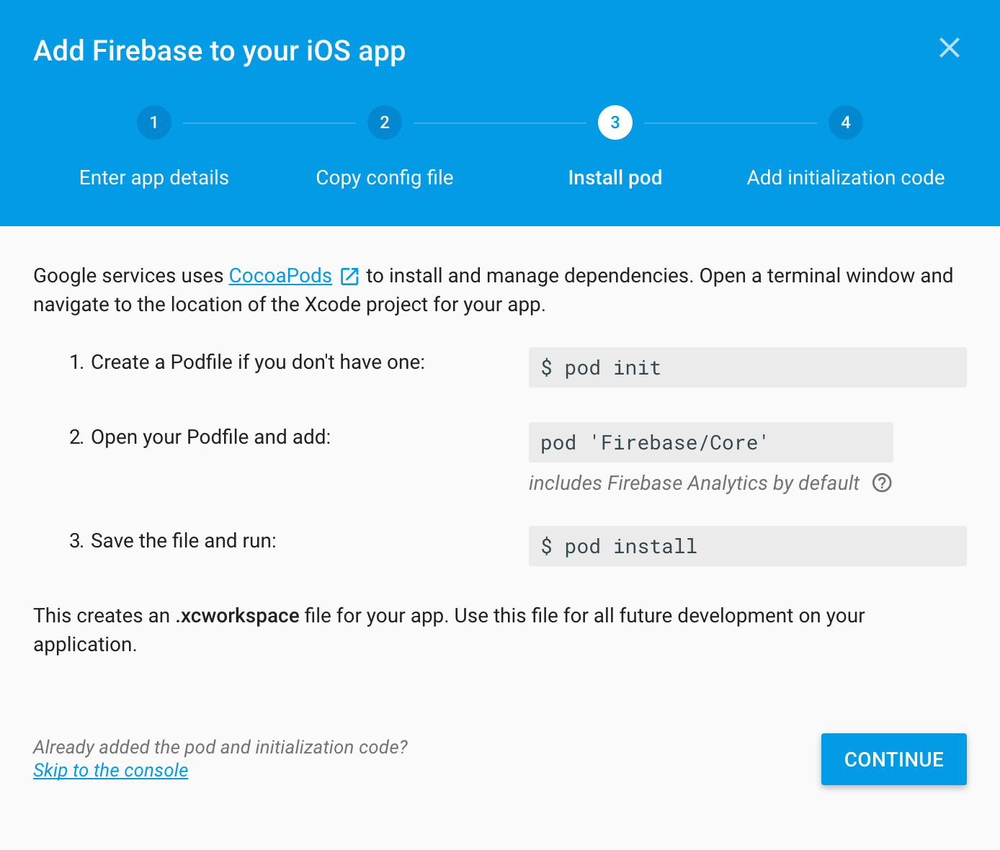 Add Firebase to your iOS app
1
2
3
4
Enter app details
Copy config file
Install pod
Add initialization code
Google services uses CocoaPods to install and manage dependencies. Open a terminal window and
navigate to the location of the Xcode project for your app.
1. Create a Podfile if you don't have one:
$ pod init
2. Open your Podfile and add:
pod 'Firebase/Core'
includes Firebase Analytics by default ?
3. Save the file and run:
$ pod install
This creates an .xcworkspace file for your app. Use this file for all future development on your
application.
Already added the pod and initialization code?
Skip to the console
CONTINUE